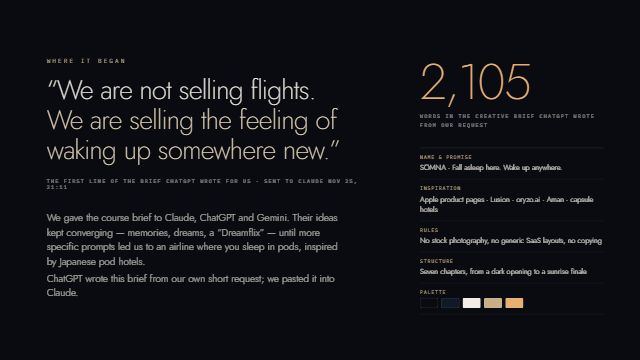 WHERE IT BEGAN
“We are not selling flights.
We are selling the feeling of
waking up somewhere new.”
THE FIRST LINE OF THE BRIEF CHATGPT WROTE FOR US · SENT TO CLAUDE NOV 25,
21:11
We gave the course brief to Claude, ChatGPT and Gemini. Their ideas
kept converging — memories, dreams, a “Dreamflix” — until more
specific prompts led us to an airline where you sleep in pods, inspired
by Japanese pod hotels.
ChatGPT wrote this brief from our own short request; we pasted it into
Claude.
2,105
WORDS IN THE CREATIVE BRIEF CHATGPT WROTE
FROM OUR REQUEST
NAME & PROMISE
SŌMNA · Fall asleep here. Wake up anywhere.
INSPIRATION
Apple product pages · Lusion · oryzo.ai · Aman · capsule
hotels
RULES
No stock photography, no generic SaaS layouts, no copying
STRUCTURE
Seven chapters, from a dark opening to a sunrise finale
PALETTE